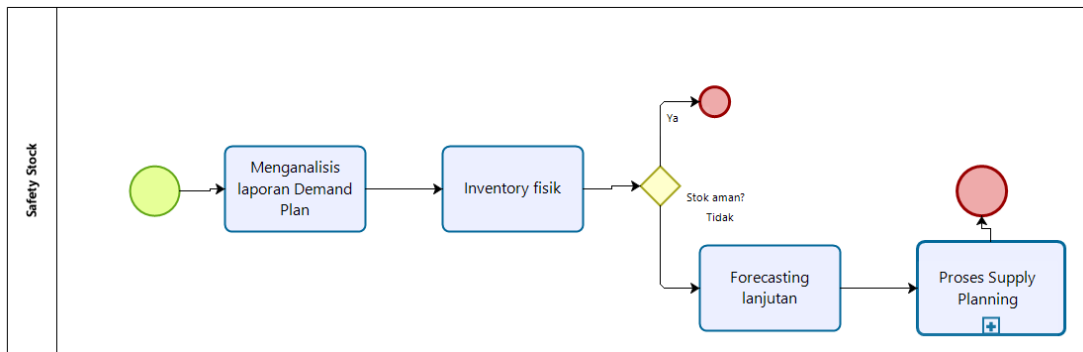 Safety Stock
Menganalisis
laporan Demand
Plan
Inventory fisik
Ya
Stok aman?
Tidak
Forecasting
lanjutan
Proses Supply
Planning